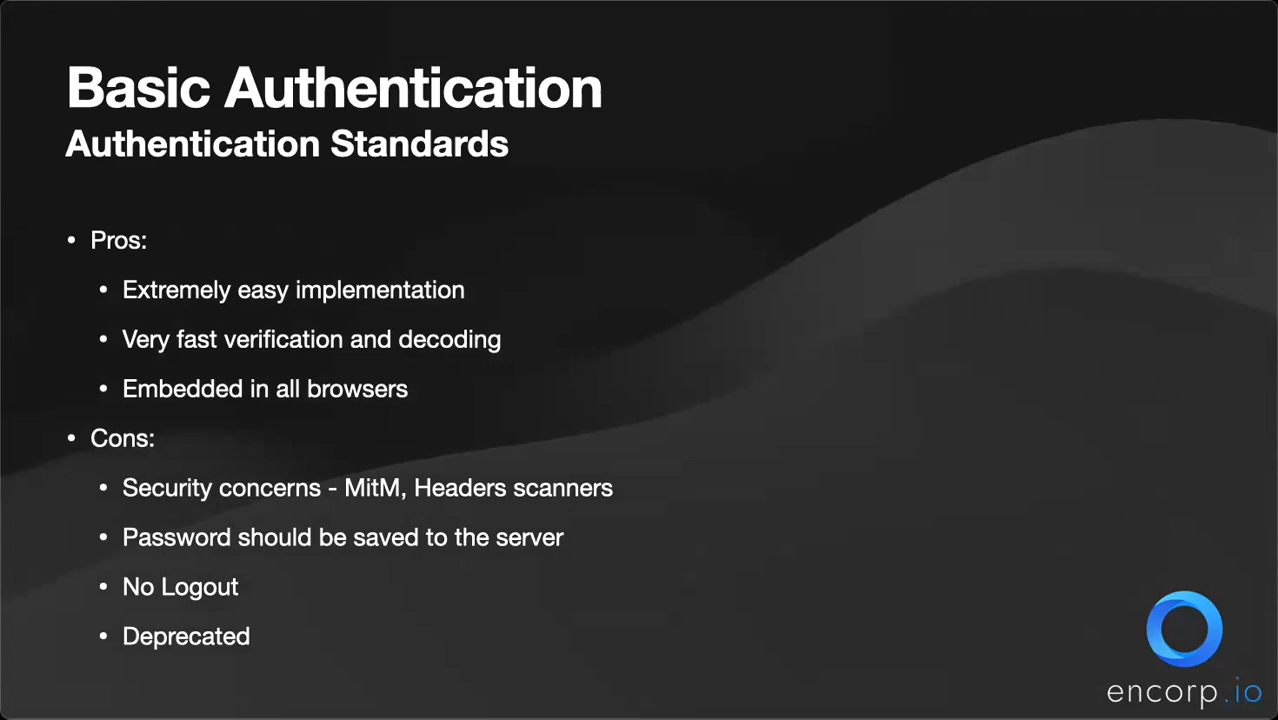 Basic Authentication
Authentication Standards
• Pros:
• Extremely easy implementation
• Very fast verification and decoding
• Embedded in all browsers
• Cons:
• Security concerns - MitM, Headers scanners
• Password should be saved to the server
• No Logout
• Deprecated
encorp.io